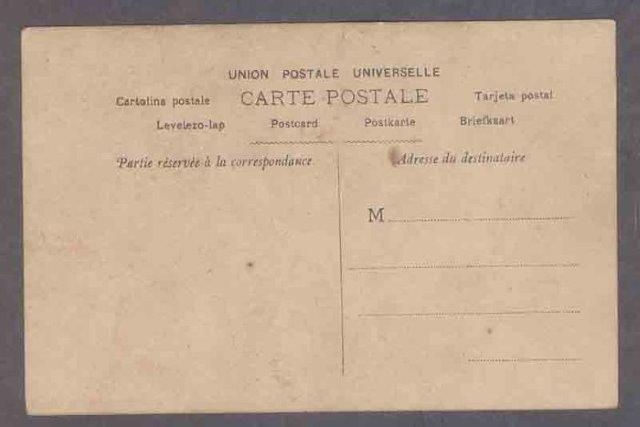 UNION POSTALE UNIVERSELLE
Cartolina postale CARTE POSTALE Tarjeta postal
Levelezo-lap Postcard Postkarte Briefkaart
Partie réservée à la correspondance
Adresse du destinataire
M